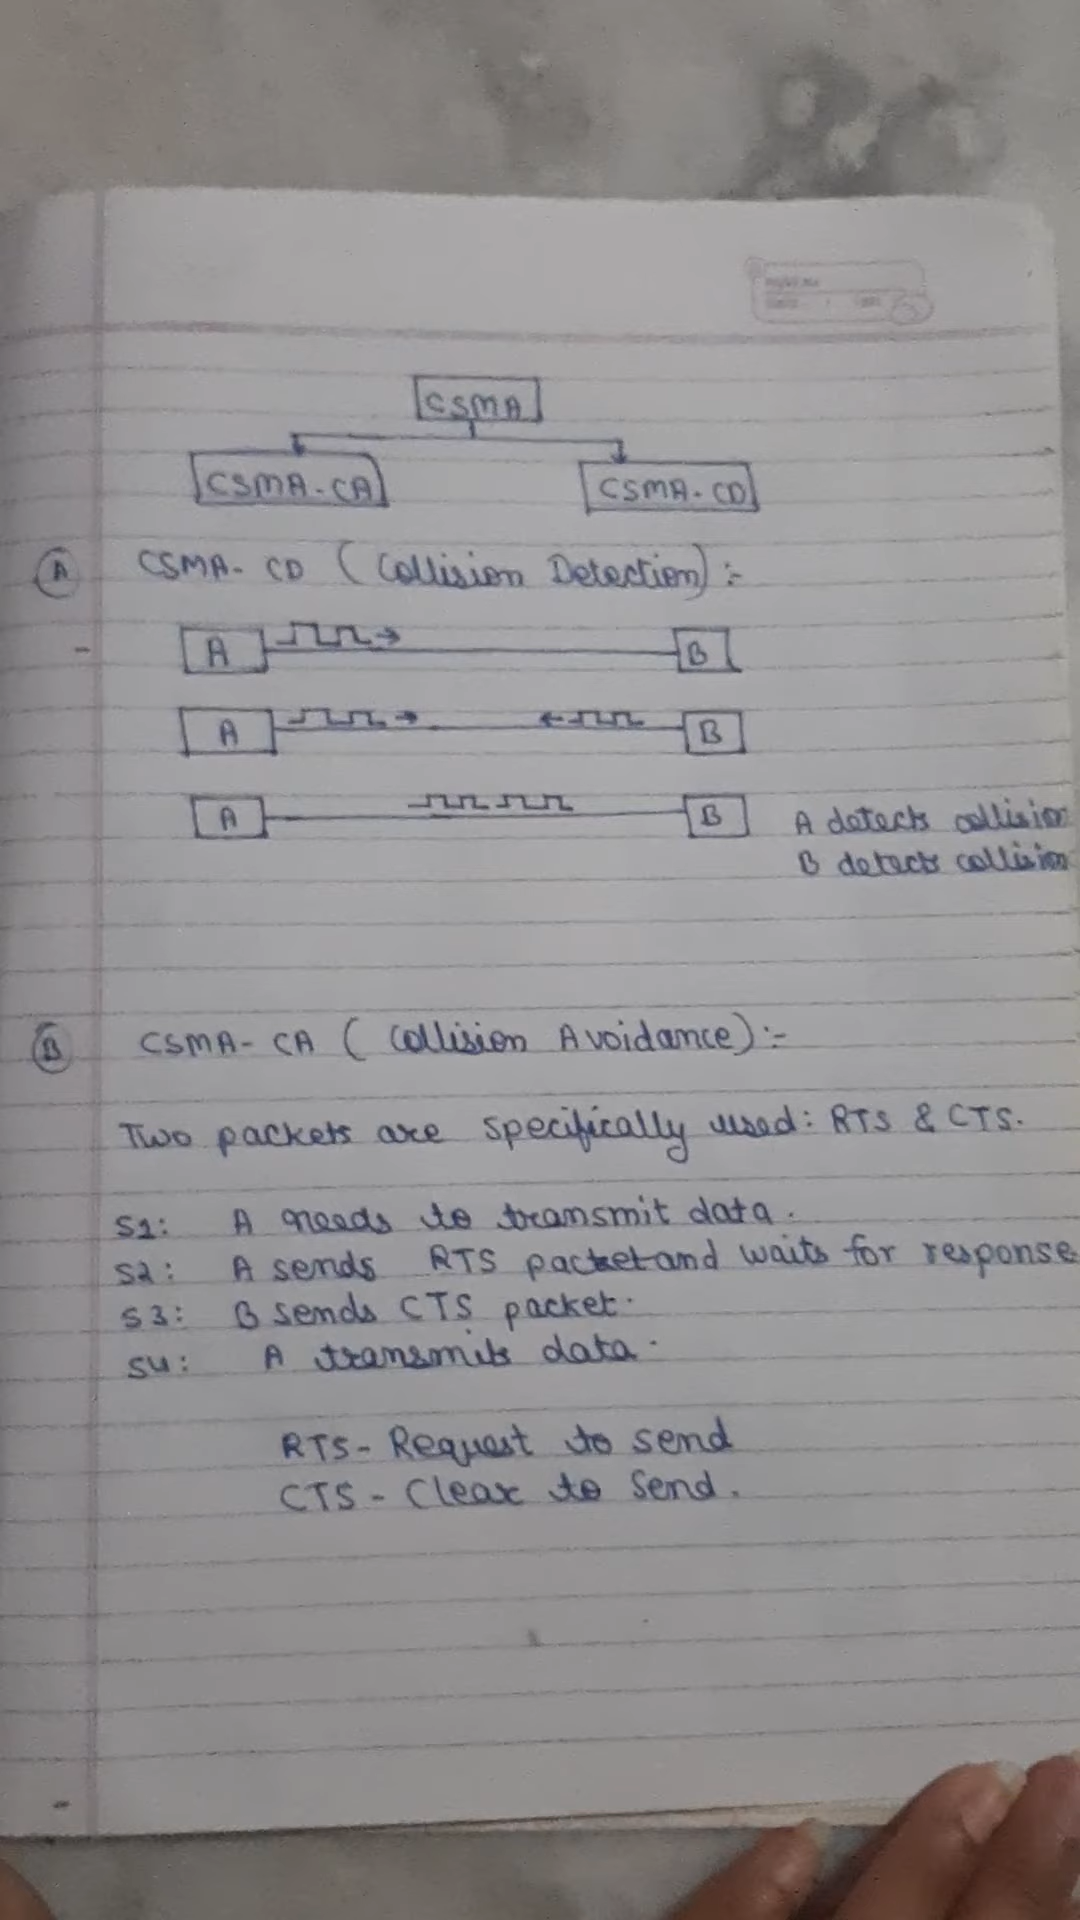 CSMA
CSMA-CA CSMA-CD
A CSMA-CD (Collision Detection):-
A B
A B
A B A detects collision
B detects collision
B CSMA-CA (Collision Avoidance):-
Two packets are specifically used: RTS & CTS.
S1: A needs to transmit data.
S2: A sends RTS packet and waits for response
S3: B sends CTS packet.
S4: A transmits data.
RTS - Request to send
CTS - Clear to Send.